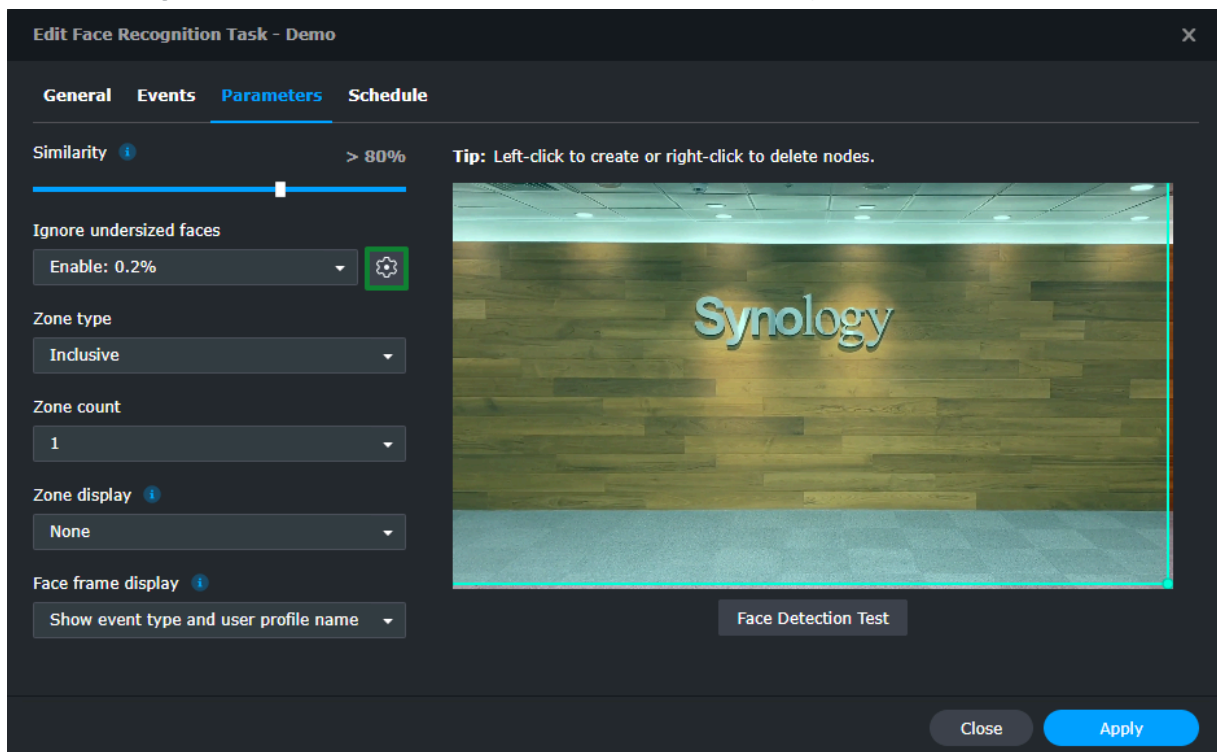 Edit Face Recognition Task - Demo
General Events Parameters Schedule
Similarity > 80%
Tip: Left-click to create or right-click to delete nodes.
Ignore undersized faces
Enable: 0.2%
Zone type
Inclusive
Zone count
1
Zone display
None
Face frame display
Show event type and user profile name
Synology
Face Detection Test
Close Apply